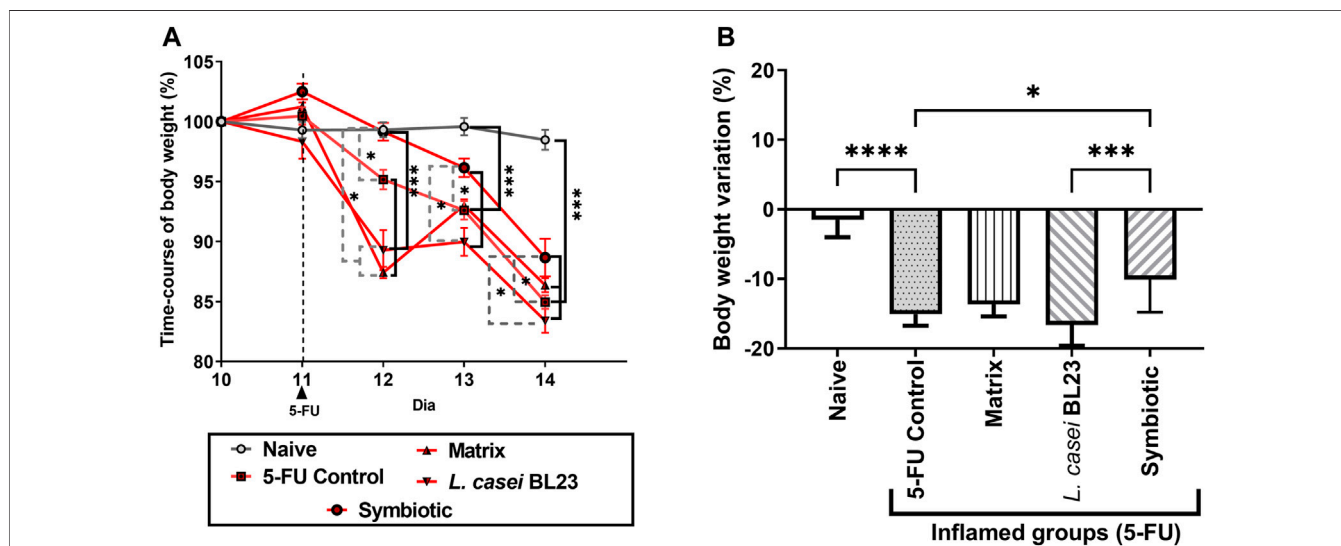 A
Time-course of body weight (%)
105
100
95
90
85
80
*
*
***
*
*
***
*
*
***
10 11 12 13 14
5-FU
Dia
Naive
Matrix
5-FU Control
L. casei BL23
Symbiotic
B
Body weight variation (%)
20
10
0
-10
-20
*
****
***
Naive
5-FU Control
Matrix
L. casei BL23
Symbiotic
Inflamed groups (5-FU)